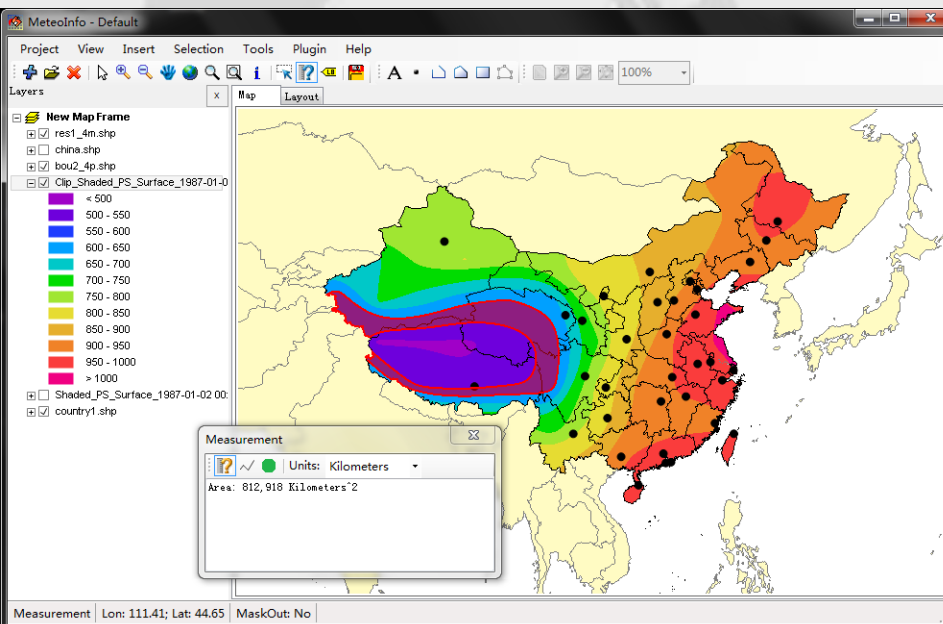 MeteoInfo - Default
Project View Insert Selection Tools Plugin Help
100%
Layers
x
Map
Layout
New Map Frame
res1_4m.shp
china.shp
bou2_4p.shp
Clip_Shaded_PS_Surface_1987-01-0
< 500
500 - 550
550 - 600
600 - 650
650 - 700
700 - 750
750 - 800
800 - 850
850 - 900
900 - 950
950 - 1000
> 1000
Shaded_PS_Surface_1987-01-02 00:
country1.shp
Measurement
Units: Kilometers
Area: 812,918 Kilometers^2
Measurement Lon: 111.41; Lat: 44.65 MaskOut: No